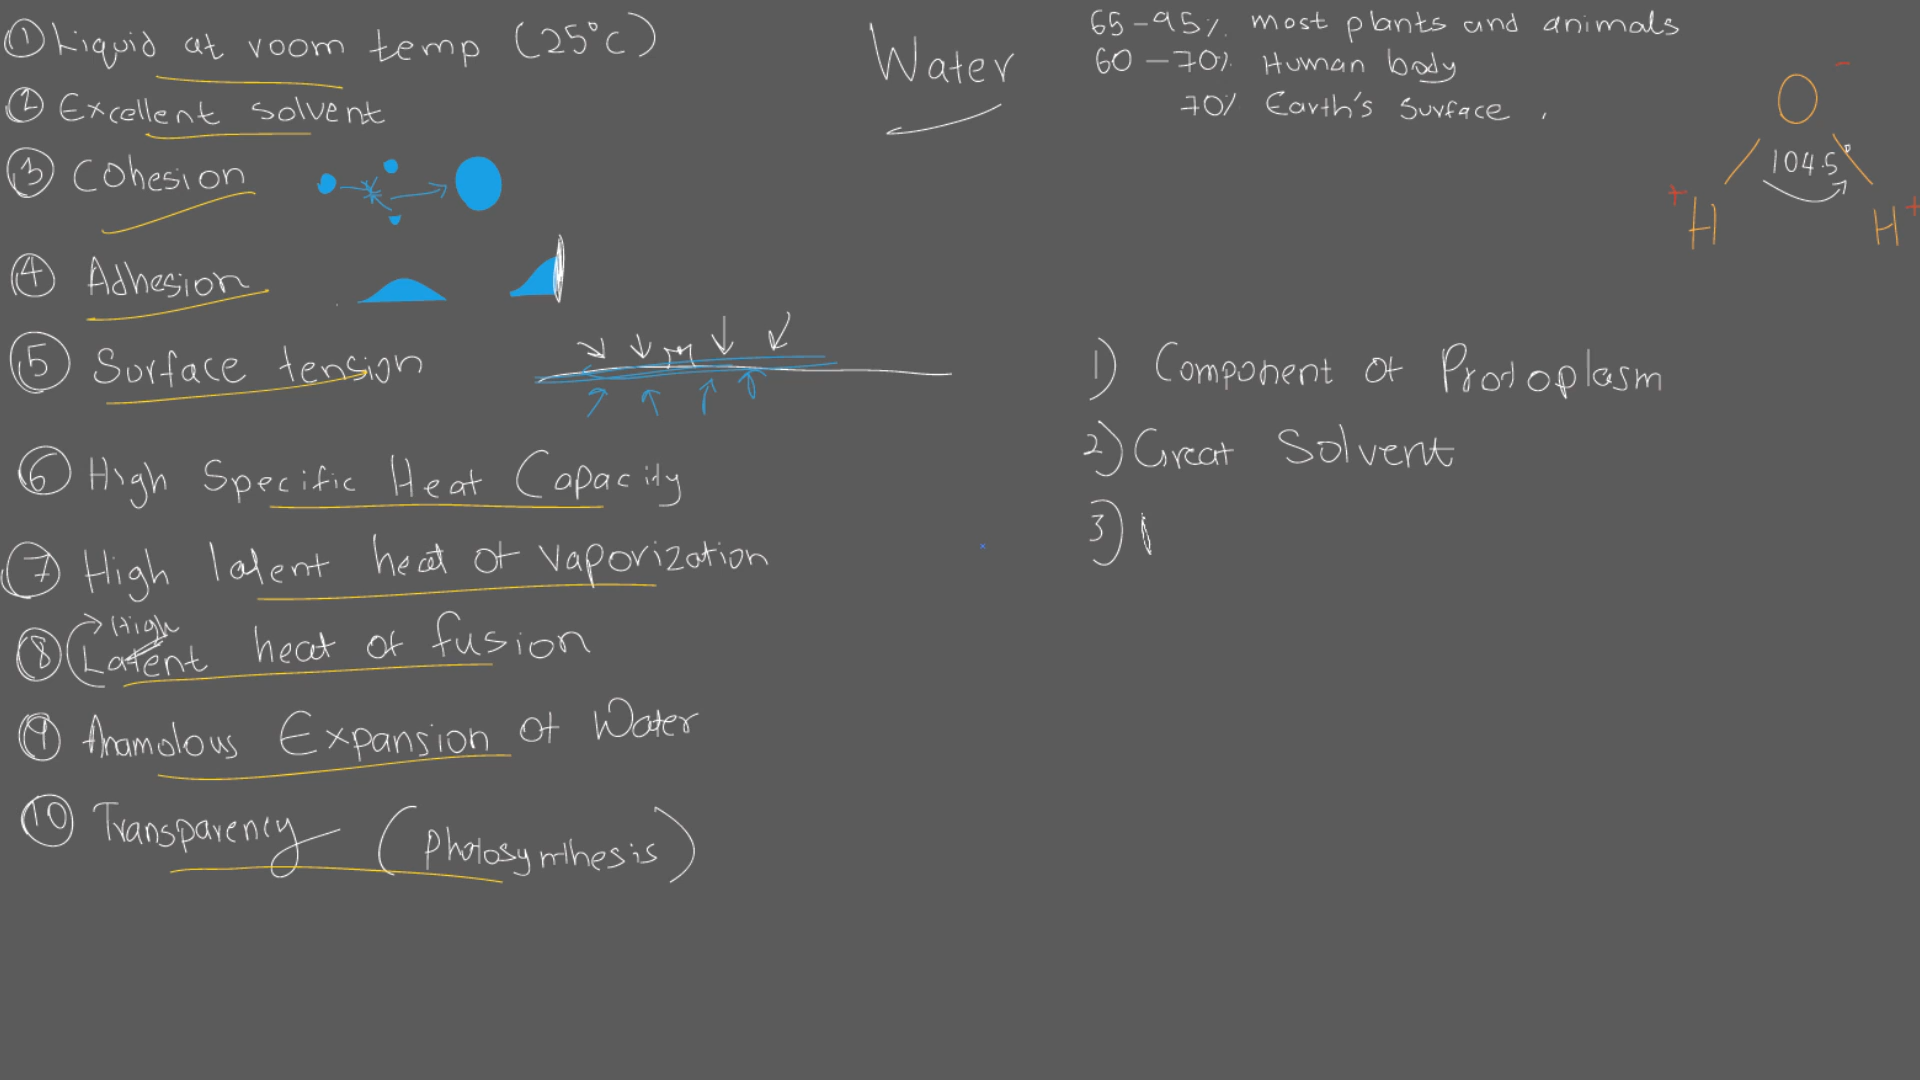 ① Liquid at room temp (25°C)
② Excellent solvent
③ Cohesion
④ Adhesion
⑤ Surface tension
⑥ High Specific Heat Capacity
⑦ High latent heat of vaporization
High
⑧ Latent heat of fusion
⑨ Anamolous Expansion of Water
⑩ Transparency (Photosynthesis)
Water
65-95% most plants and animals
60-70% Human body
70% Earth's Surface.
O -
104.5°
+ H
H +
1) Component of Protoplasm
2) Great Solvent
3)